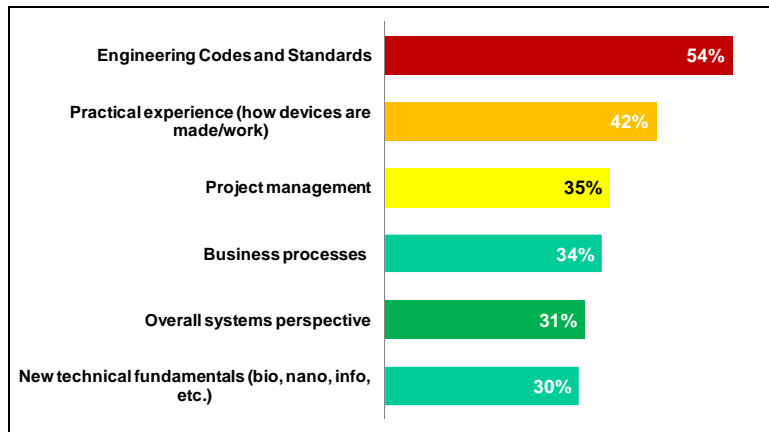 Engineering Codes and Standards
54%
Practical experience (how devices are
made/work)
42%
Project management
35%
Business processes
34%
Overall systems perspective
31%
New technical fundamentals (bio, nano, info,
etc.)
30%